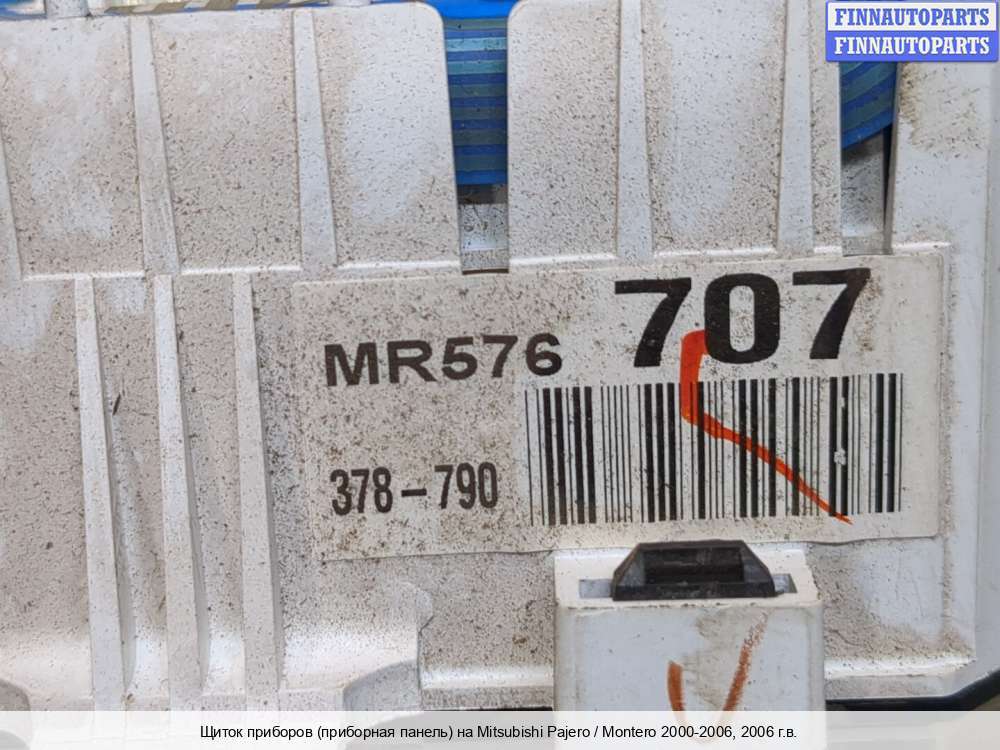 FINNAUTOPARTS
FINNAUTOPARTS
MR576 707
378-790
Щиток приборов (приборная панель) на Mitsubishi Pajero / Montero 2000-2006, 2006 г.в.